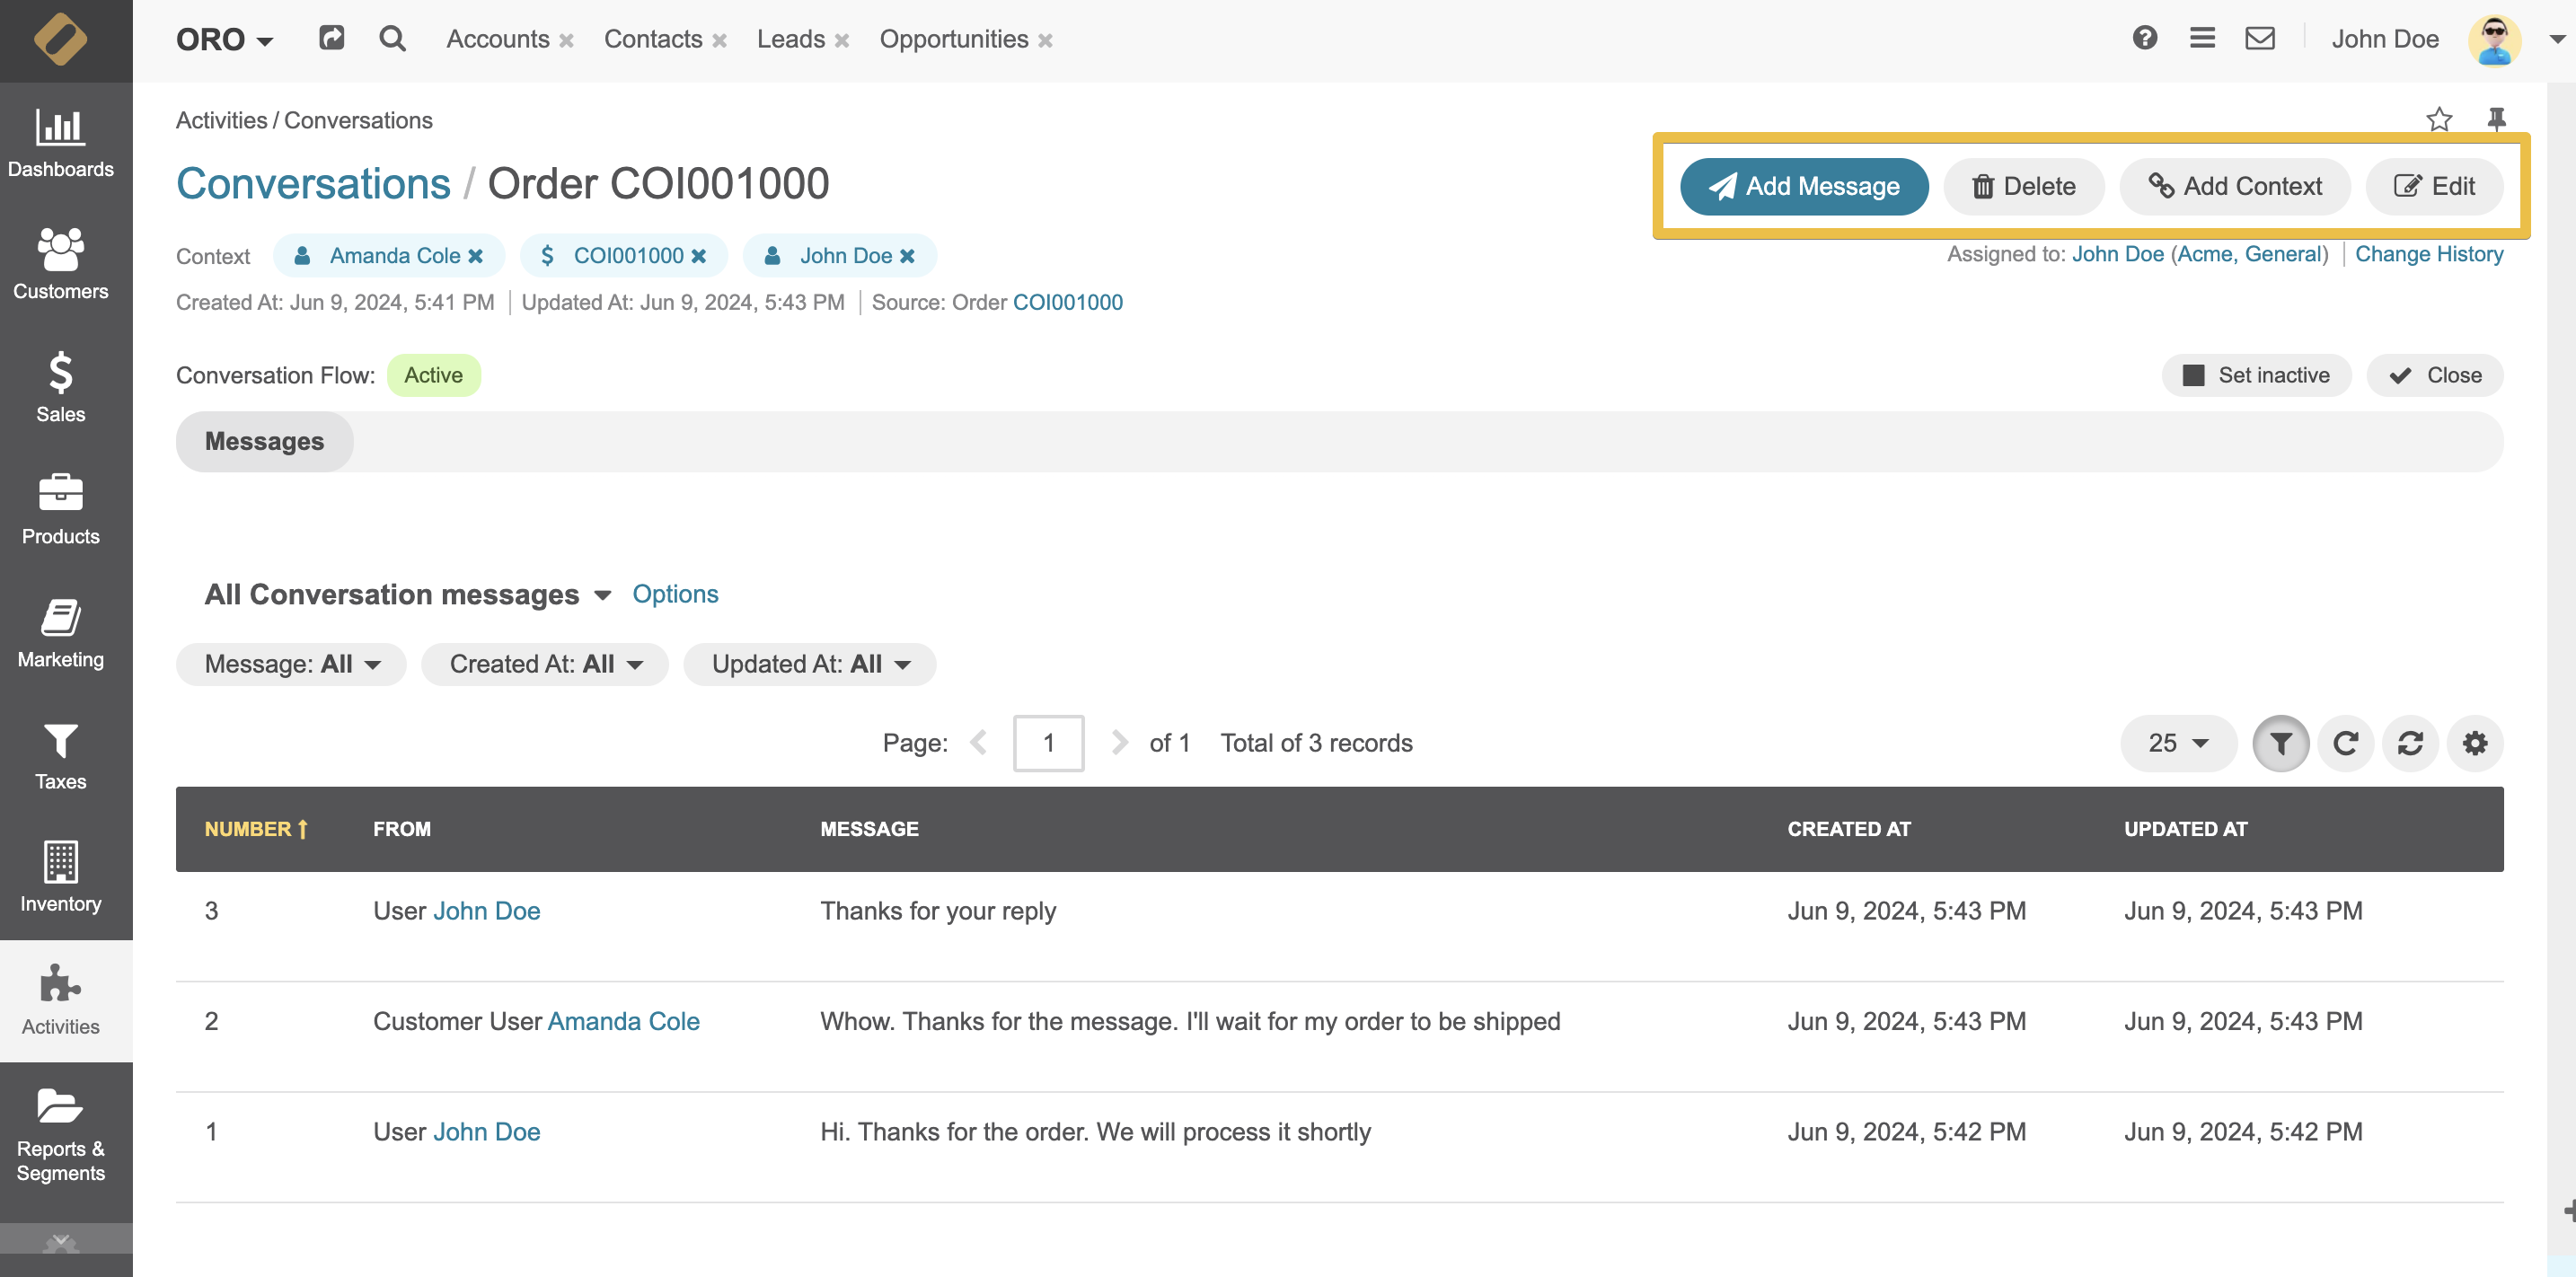 ORO Accounts Contacts Leads Opportunities John Doe
Dashboards
Customers
Sales
Products
Marketing
Taxes
Inventory
Activities
Reports &
Segments
Activities / Conversations
Conversations / Order COI001000
Add Message Delete Add Context Edit
Context Amanda Cole COI001000 John Doe
Assigned to: John Doe (Acme, General) Change History
Created At: Jun 9, 2024, 5:41 PM Updated At: Jun 9, 2024, 5:43 PM Source: Order COI001000
Conversation Flow: Active Set inactive Close
Messages
All Conversation messages Options
Message: All Created At: All Updated At: All
Page: 1 of 1 Total of 3 records 25
NUMBER FROM MESSAGE CREATED AT UPDATED AT
3 User John Doe Thanks for your reply Jun 9, 2024, 5:43 PM Jun 9, 2024, 5:43 PM
2 Customer User Amanda Cole Whow. Thanks for the message. I'll wait for my order to be shipped Jun 9, 2024, 5:43 PM Jun 9, 2024, 5:43 PM
1 User John Doe Hi. Thanks for the order. We will process it shortly Jun 9, 2024, 5:42 PM Jun 9, 2024, 5:42 PM